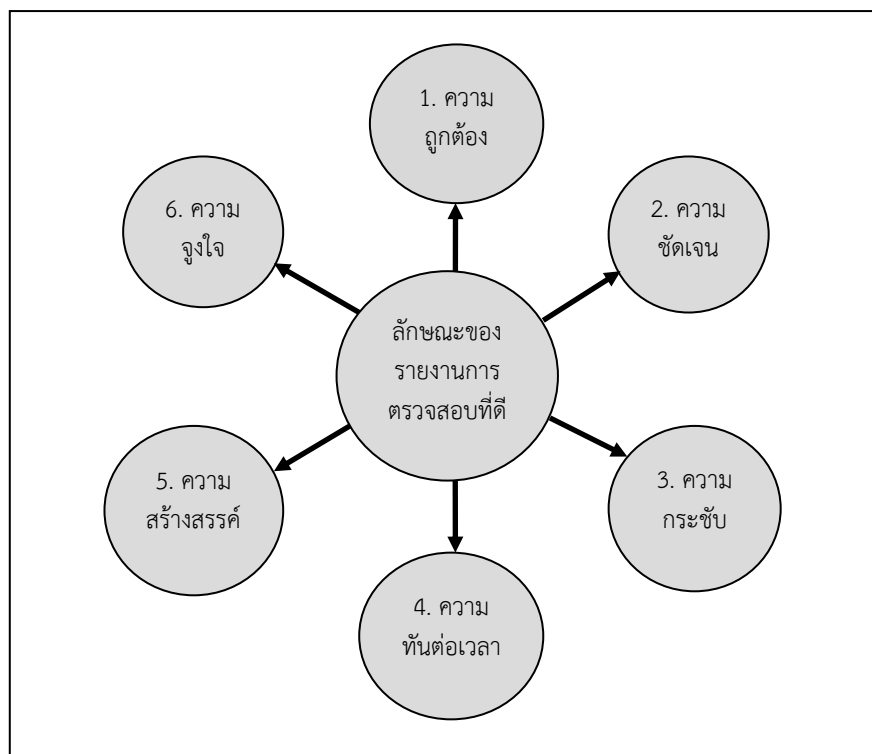 1. ความ
ถูกต้อง
2. ความ
ชัดเจน
3. ความ
กระชับ
4. ความ
ทันต่อเวลา
5. ความ
สร้างสรรค์
6. ความ
จูงใจ
ลักษณะของ
รายงานการ
ตรวจสอบที่ดี